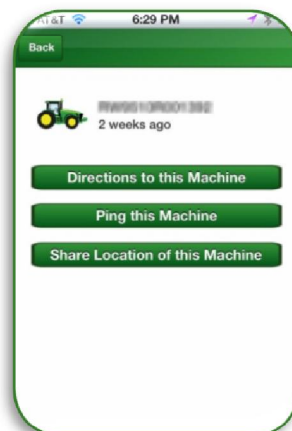 AT&T 6:29 PM
Back
2 weeks ago
Directions to this Machine
Ping this Machine
Share Location of this Machine